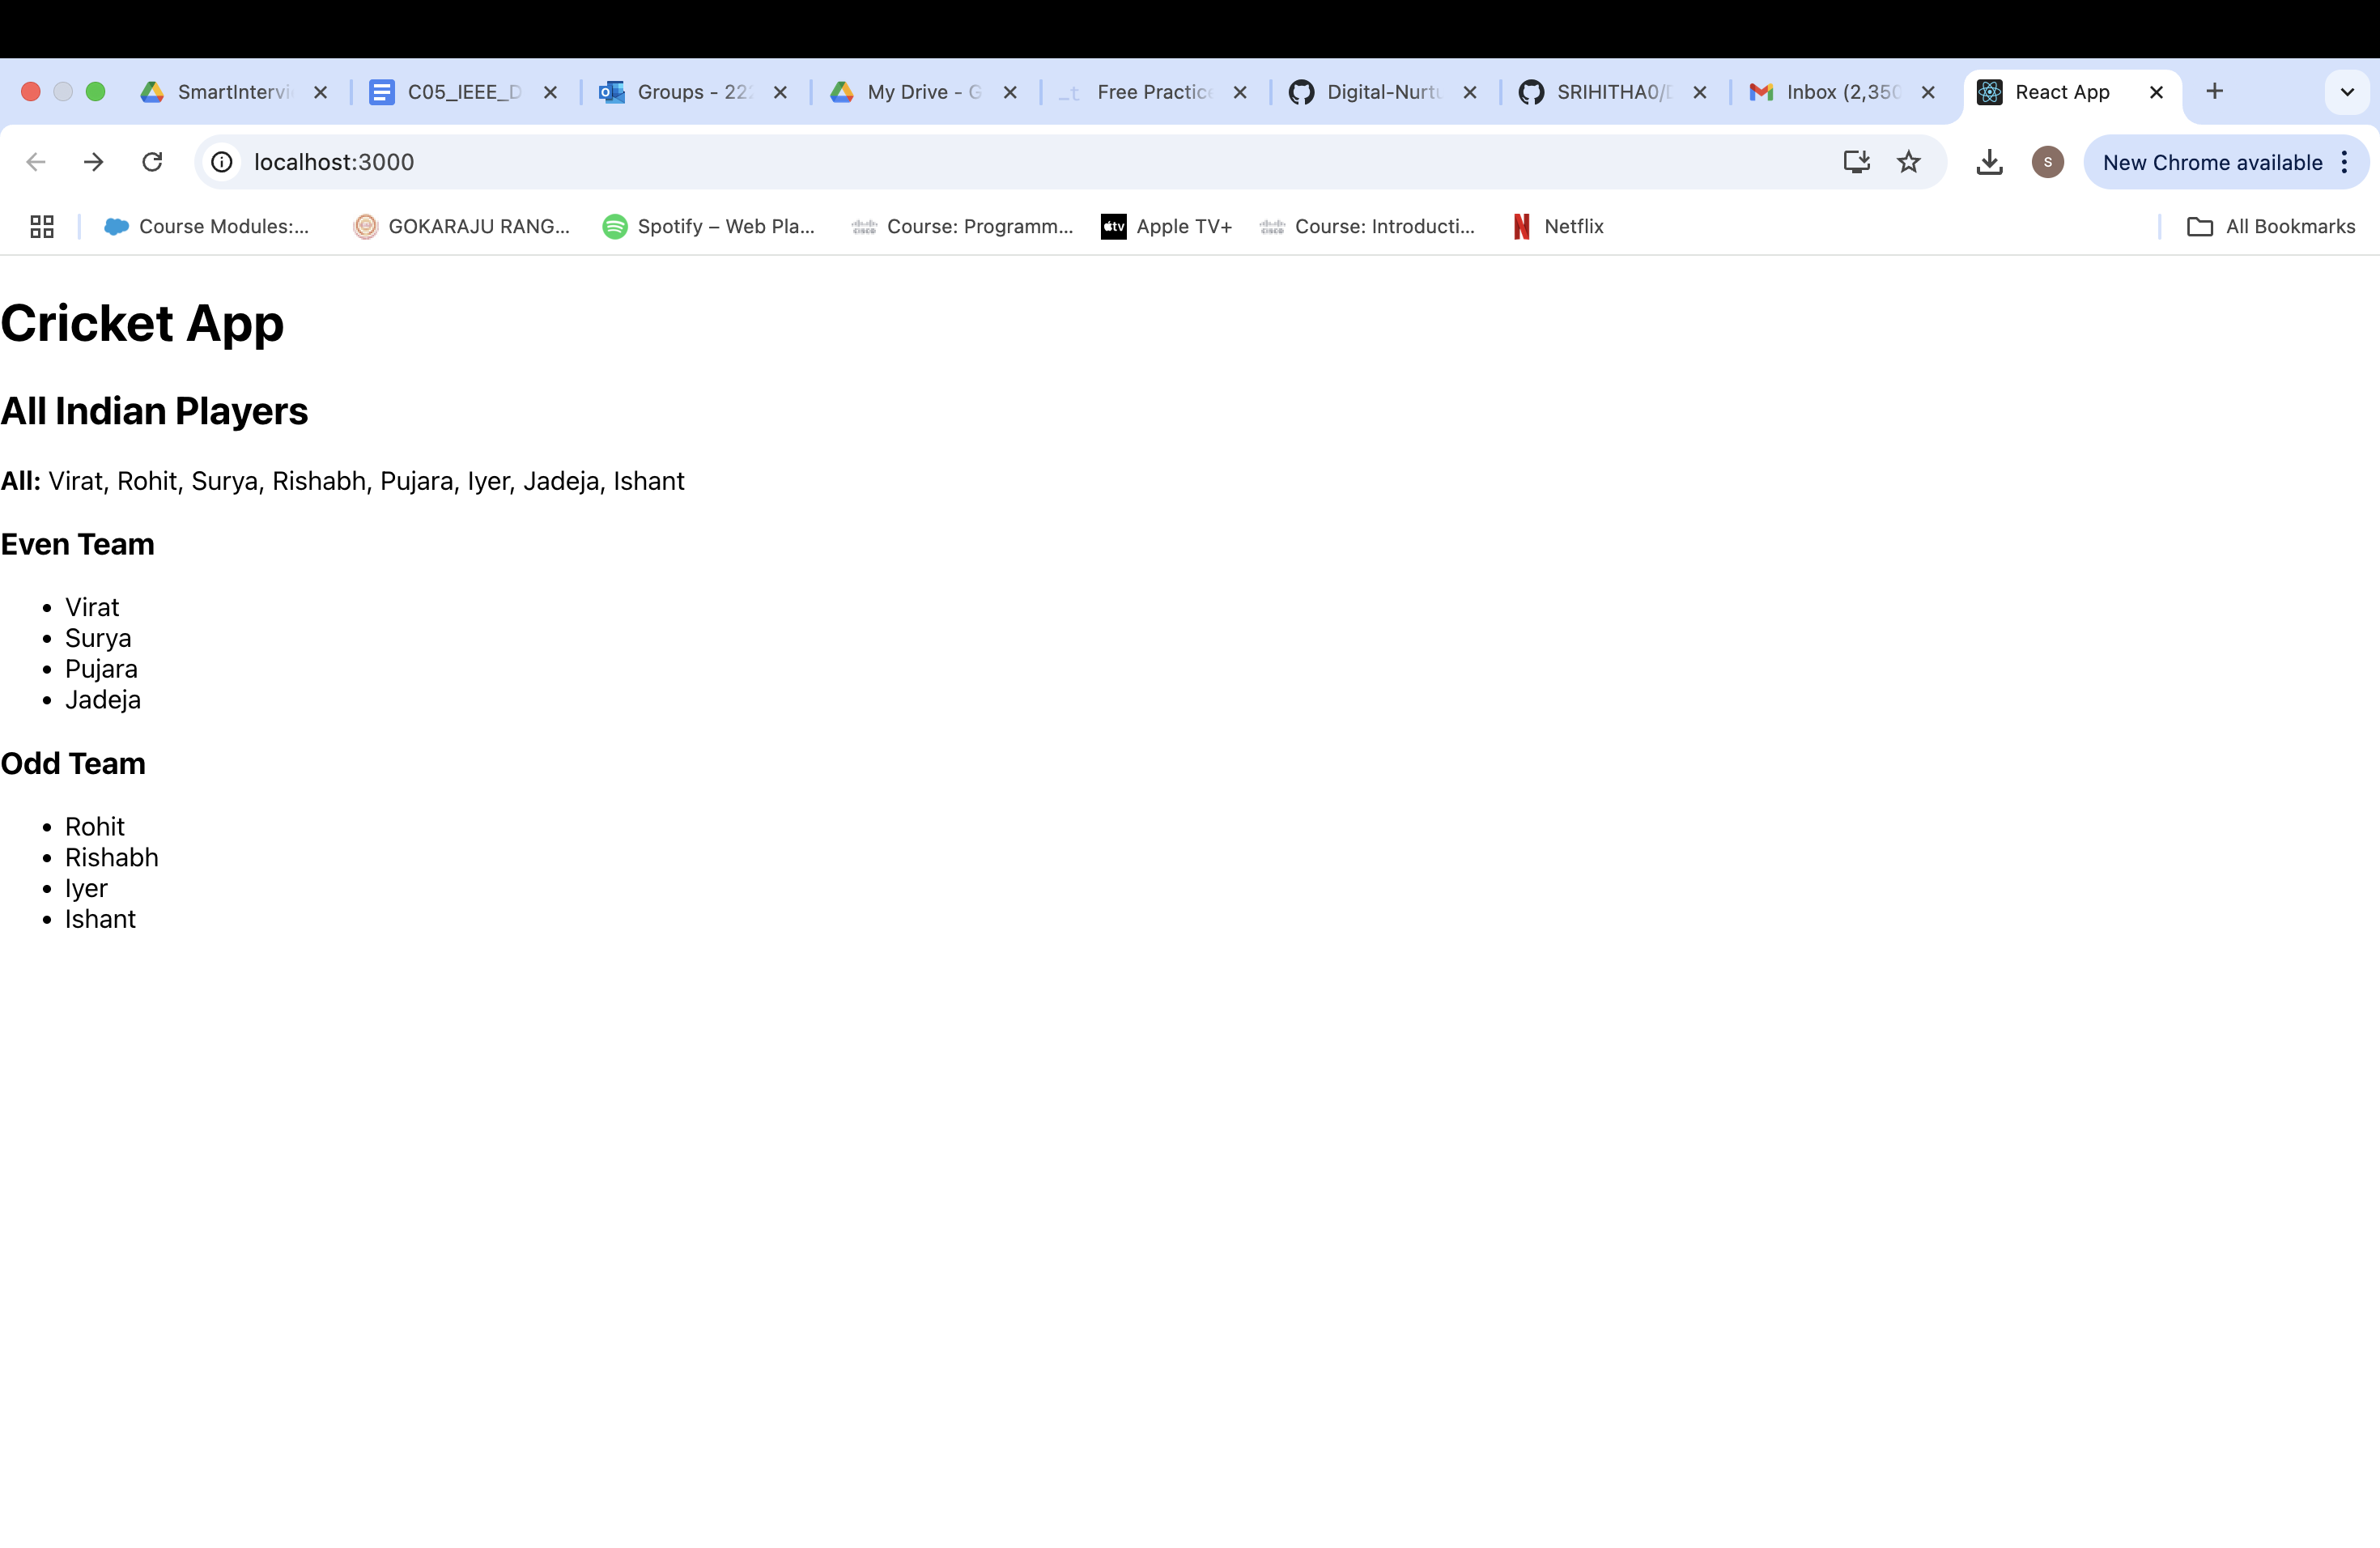 SmartIntervi
C05_IEEE_D
Groups - 222
My Drive - G
Free Practice
Digital-Nurtu
SRIHITHA0/D
Inbox (2,350
React App
localhost:3000
S
New Chrome available
Course Modules:...
GOKARAJU RANG...
Spotify – Web Pla...
Course: Programm...
Apple TV+
Course: Introducti...
Netflix
All Bookmarks
Cricket App
All Indian Players
All: Virat, Rohit, Surya, Rishabh, Pujara, Iyer, Jadeja, Ishant
Even Team
• Virat
• Surya
• Pujara
• Jadeja
Odd Team
• Rohit
• Rishabh
• Iyer
• Ishant